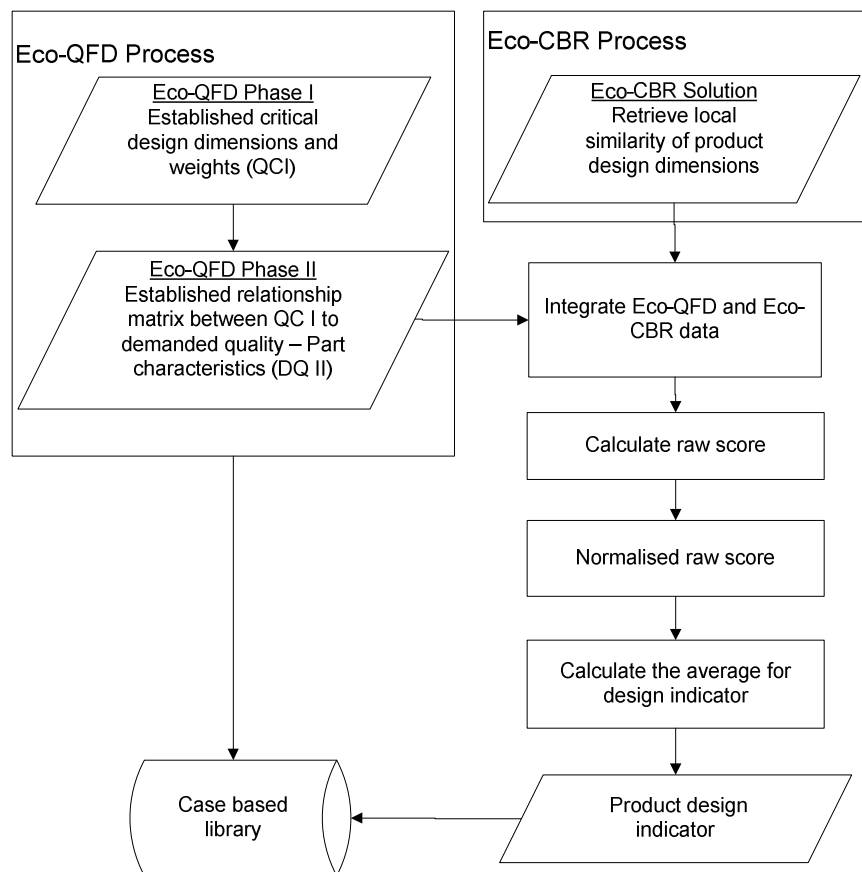 Eco-QFD Process
Eco-QFD Phase I
Established critical
design dimensions and
weights (QCI)
Eco-QFD Phase II
Established relationship
matrix between QC I to
demanded quality – Part
characteristics (DQ II)
Eco-CBR Process
Eco-CBR Solution
Retrieve local
similarity of product
design dimensions
Integrate Eco-QFD and Eco-
CBR data
Calculate raw score
Normalised raw score
Calculate the average for
design indicator
Product design
indicator
Case based
library